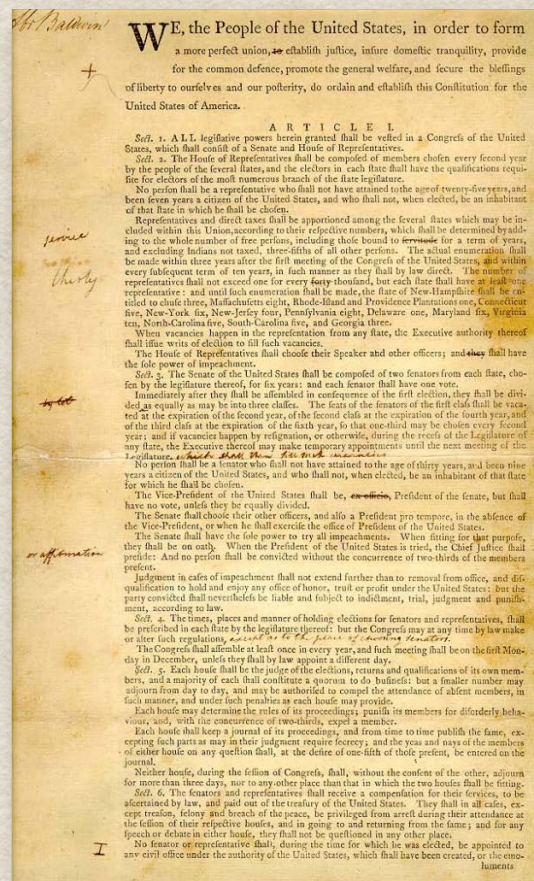 Mr Baldwin
WE, the People of the United States, in order to form
a more perfect union, to establish justice, insure domestic tranquility, provide
for the common defence, promote the general welfare, and secure the blessings
of liberty to ourselves and our posterity, do ordain and establish this Constitution for the
United States of America.
ARTICLE I.
Sect. 1. ALL legislative powers herein granted shall be vested in a Congress of the United
States, which shall consist of a Senate and House of Representatives.
Sect. 2. The House of Representatives shall be composed of members chosen every second year
by the people of the several states, and the electors in each state shall have the qualifications requi-
site for electors of the most numerous branch of the state legislature.
No person shall be a representative who shall not have attained to the age of twenty-five years, and
been seven years a citizen of the United States, and who shall not, when elected, be an inhabitant
of that state in which he shall be chosen.
Representatives and direct taxes shall be apportioned among the several states which may be in-
cluded within this Union, according to their respective numbers, which shall be determined by add-
service
ing to the whole number of free persons, including those bound to servitude for a term of years,
and excluding Indians not taxed, three-fifths of all other persons. The actual enumeration shall
be made within three years after the first meeting of the Congress of the United States, and within
every subsequent term of ten years, in such manner as they shall by law direct. The number of
thirty
representatives shall not exceed one for every forty thousand, but each state shall have at least one
representative: and until such enumeration shall be made, the state of New-Hampshire shall be en-
titled to chuse three, Massachusetts eight, Rhode-Island and Providence Plantations one, Connecticut
five, New-York six, New-Jersey four, Pennsylvania eight, Delaware one, Maryland six, Virginia
ten, North-Carolina five, South-Carolina five, and Georgia three.
When vacancies happen in the representation from any state, the Executive authority thereof
shall issue writs of election to fill such vacancies.
The House of Representatives shall choose their Speaker and other officers; and they shall have
the sole power of impeachment.
Sect. 3. The Senate of the United States shall be composed of two senators from each state, cho-
sen by the legislature thereof, for six years: and each senator shall have one vote.
Immediately after they shall be assembled in consequence of the first election, they shall be divi-
ded as equally as may be into three classes. The seats of the senators of the first class shall be vaca-
ted at the expiration of the second year, of the second class at the expiration of the fourth year, and
of the third class at the expiration of the sixth year, so that one-third may be chosen every second
year: and if vacancies happen by resignation, or otherwise, during the recess of the Legislature of
any state, the Executive thereof may make temporary appointments until the next meeting of the
Legislature. which shall then fill such vacancies
No person shall be a senator who shall not have attained to the age of thirty years, and been nine
years a citizen of the United States, and who shall not, when elected, be an inhabitant of that state
for which he shall be chosen.
The Vice-President of the United States shall be, ex officio, President of the senate, but shall
have no vote, unless they be equally divided.
The Senate shall choose their other officers, and also a President pro tempore, in the absence of
the Vice-President, or when he shall exercise the office of President of the United States.
The Senate shall have the sole power to try all impeachments. When sitting for that purpose,
or affirmation
they shall be on oath. When the President of the United States is tried, the Chief Justice shall
preside: And no person shall be convicted without the concurrence of two-thirds of the members
present.
Judgment in cases of impeachment shall not extend further than to removal from office, and dis-
qualification to hold and enjoy any office of honor, trust or profit under the United States: but the
party convicted shall nevertheless be liable and subject to indictment, trial, judgment and punish-
ment, according to law.
Sect. 4. The times, places and manner of holding elections for senators and representatives, shall
be prescribed in each state by the legislature thereof: but the Congress may at any time by law make
or alter such regulations, except as to the place of choosing Senators.
The Congress shall assemble at least once in every year, and such meeting shall be on the first Mon-
day in December, unless they shall by law appoint a different day.
Sect. 5. Each house shall be the judge of the elections, returns and qualifications of its own mem-
bers, and a majority of each shall constitute a quorum to do business: but a smaller number may
adjourn from day to day, and may be authorised to compel the attendance of absent members, in
such manner, and under such penalties as each house may provide.
Each house may determine the rules of its proceedings; punish its members for disorderly beha-
viour, and, with the concurrence of two-thirds, expel a member.
Each house shall keep a journal of its proceedings, and from time to time publish the same, ex-
cepting such parts as may in their judgment require secrecy; and the yeas and nays of the members
of either house on any question shall, at the desire of one-fifth of those present, be entered on the
journal.
Neither house, during the session of Congress, shall, without the consent of the other, adjourn
for more than three days, nor to any other place than that in which the two houses shall be sitting.
Sect. 6. The senators and representatives shall receive a compensation for their services, to be
ascertained by law, and paid out of the treasury of the United States. They shall in all cases, ex-
cept treason, felony and breach of the peace, be privileged from arrest during their attendance at
the session of their respective houses, and in going to and returning from the same; and for any
speech or debate in either house, they shall not be questioned in any other place.
No senator or representative shall, during the time for which he was elected, be appointed to
any civil office under the authority of the United States, which shall have been created, or the emo-
luments